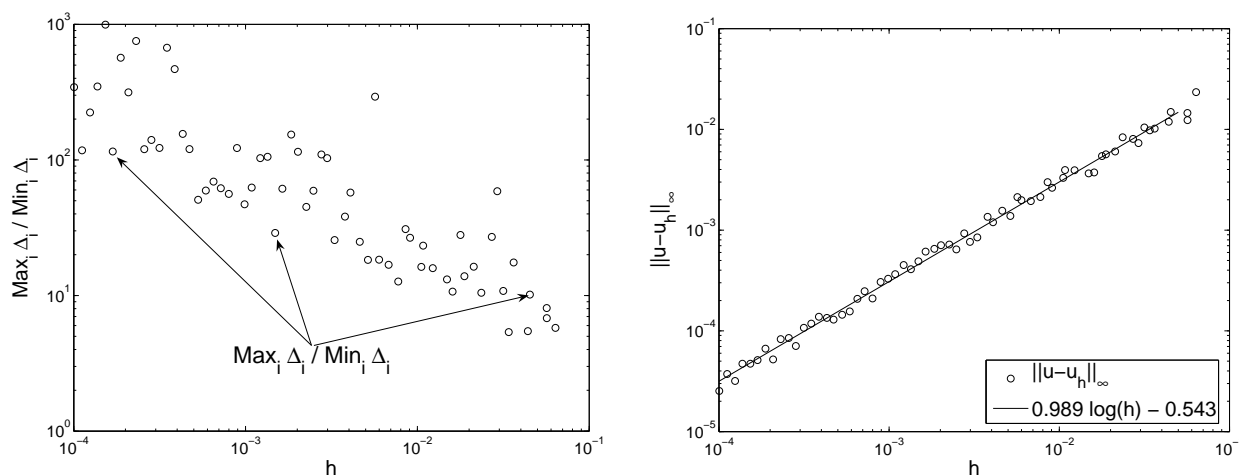 10^3
10^2
10^1
10^0
Max_i Δ_i / Min_i Δ_i
Max_i Δ_i / Min_i Δ_i
10^-4
10^-3
10^-2
10^-1
h
10^-1
10^-2
10^-3
10^-4
10^-5
||u-u_h||_∞
||u-u_h||_∞
0.989 log(h) - 0.543
10^-4
10^-3
10^-2
h